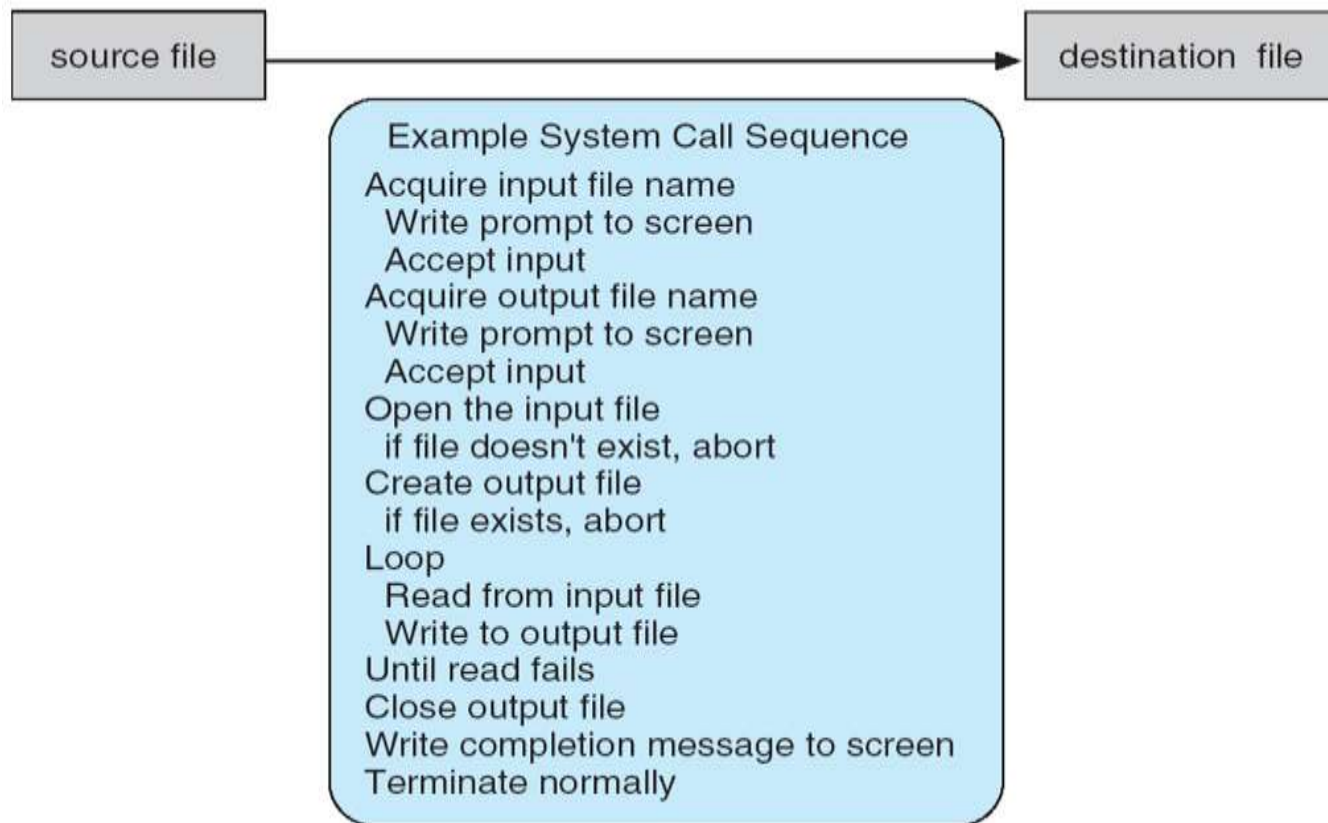 source file
destination file
Example System Call Sequence
Acquire input file name
Write prompt to screen
Accept input
Acquire output file name
Write prompt to screen
Accept input
Open the input file
if file doesn't exist, abort
Create output file
if file exists, abort
Loop
Read from input file
Write to output file
Until read fails
Close output file
Write completion message to screen
Terminate normally